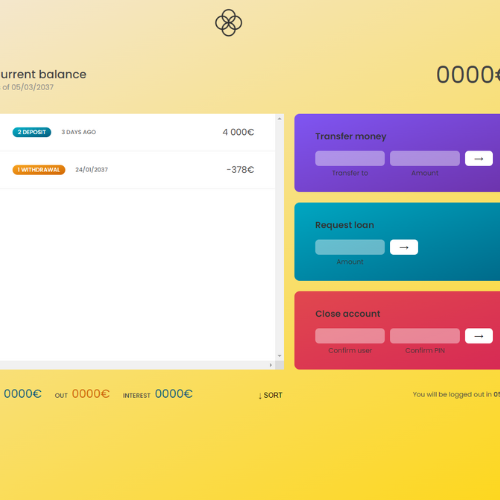 urrent balance
of 05/03/2037
0000€
2 DEPOSIT 3 DAYS AGO 4 000€
1 WITHDRAWAL 24/01/2037 -378€
Transfer money
→
Transfer to Amount
Request loan
→
Amount
Close account
→
Confirm user Confirm PIN
0000€ OUT 0000€ INTEREST 0000€ ↓ SORT
You will be logged out in 05